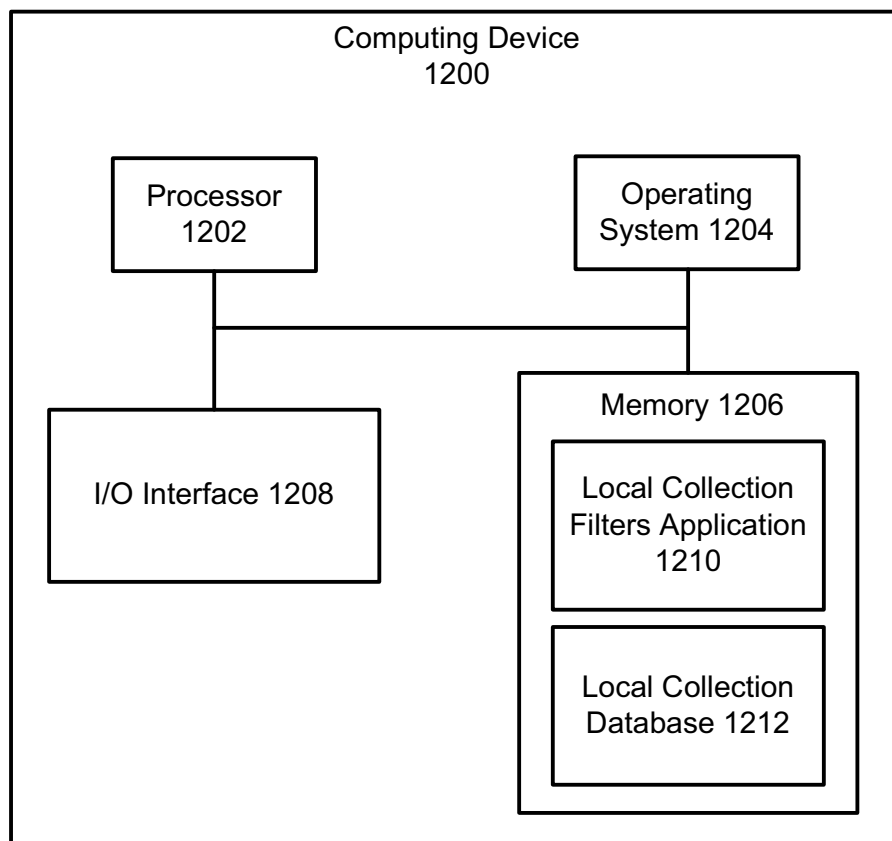 Computing Device
1200
Processor
1202
Operating
System 1204
I/O Interface 1208
Memory 1206
Local Collection
Filters Application
1210
Local Collection
Database 1212